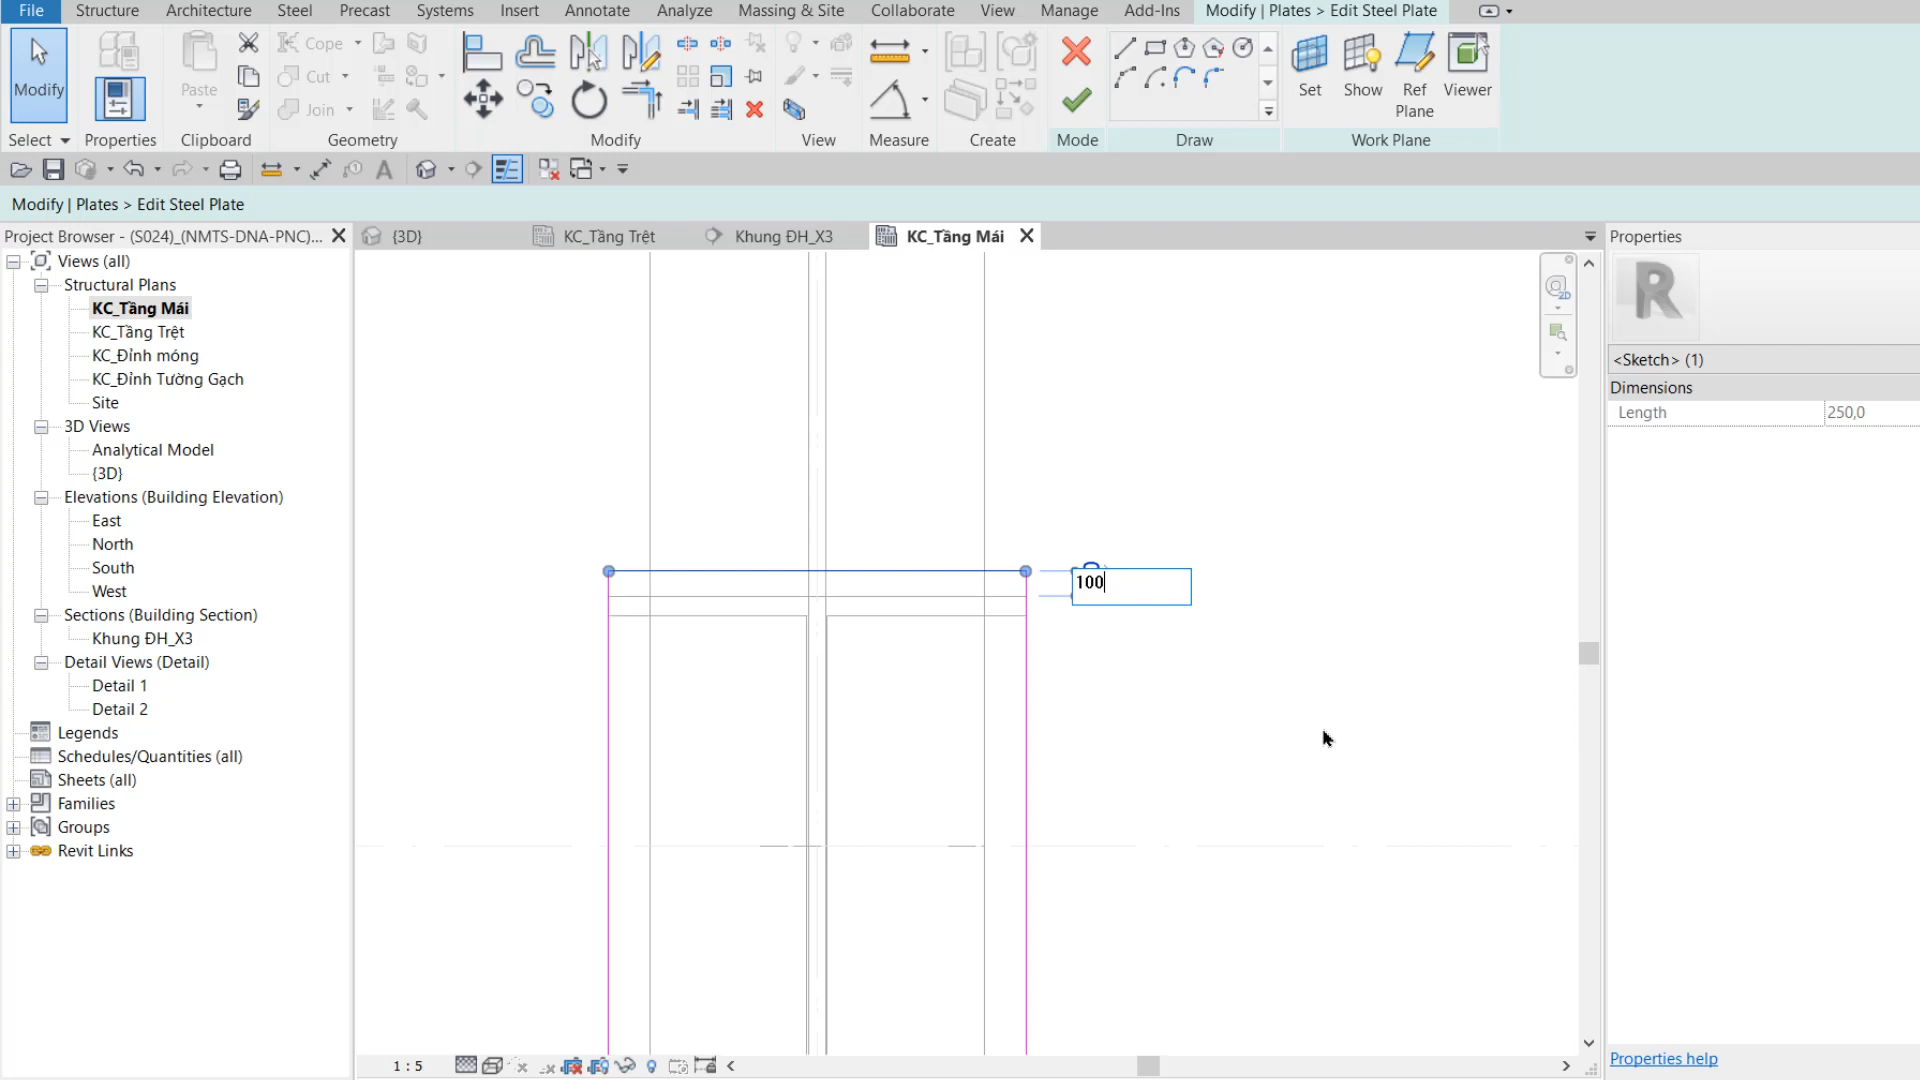 File Structure Architecture Steel Precast Systems Insert Annotate Analyze Massing & Site Collaborate View Manage Add-Ins Modify | Plates > Edit Steel Plate
Modify Paste Cope Cut Join Set Show Ref Plane Viewer
Select Properties Clipboard Geometry Modify View Measure Create Mode Draw Work Plane
A
Modify | Plates > Edit Steel Plate
Project Browser - (S024)_(NMTS-DNA-PNC)... {3D} KC_Tầng Trệt Khung ĐH_X3 KC_Tầng Mái Properties
Views (all)
Structural Plans
KC_Tầng Mái
KC_Tầng Trệt
KC_Đỉnh móng
KC_Đỉnh Tường Gạch
Site
3D Views
Analytical Model
{3D}
Elevations (Building Elevation)
East
North
South
West
Sections (Building Section)
Khung ĐH_X3
Detail Views (Detail)
Detail 1
Detail 2
Legends
Schedules/Quantities (all)
Sheets (all)
Families
Groups
Revit Links
2D
100
R
<Sketch> (1)
Dimensions
Length 250,0
Properties help
1 : 5